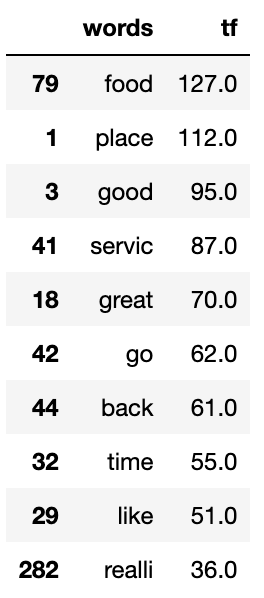 words tf
79 food 127.0
1 place 112.0
3 good 95.0
41 servic 87.0
18 great 70.0
42 go 62.0
44 back 61.0
32 time 55.0
29 like 51.0
282 realli 36.0